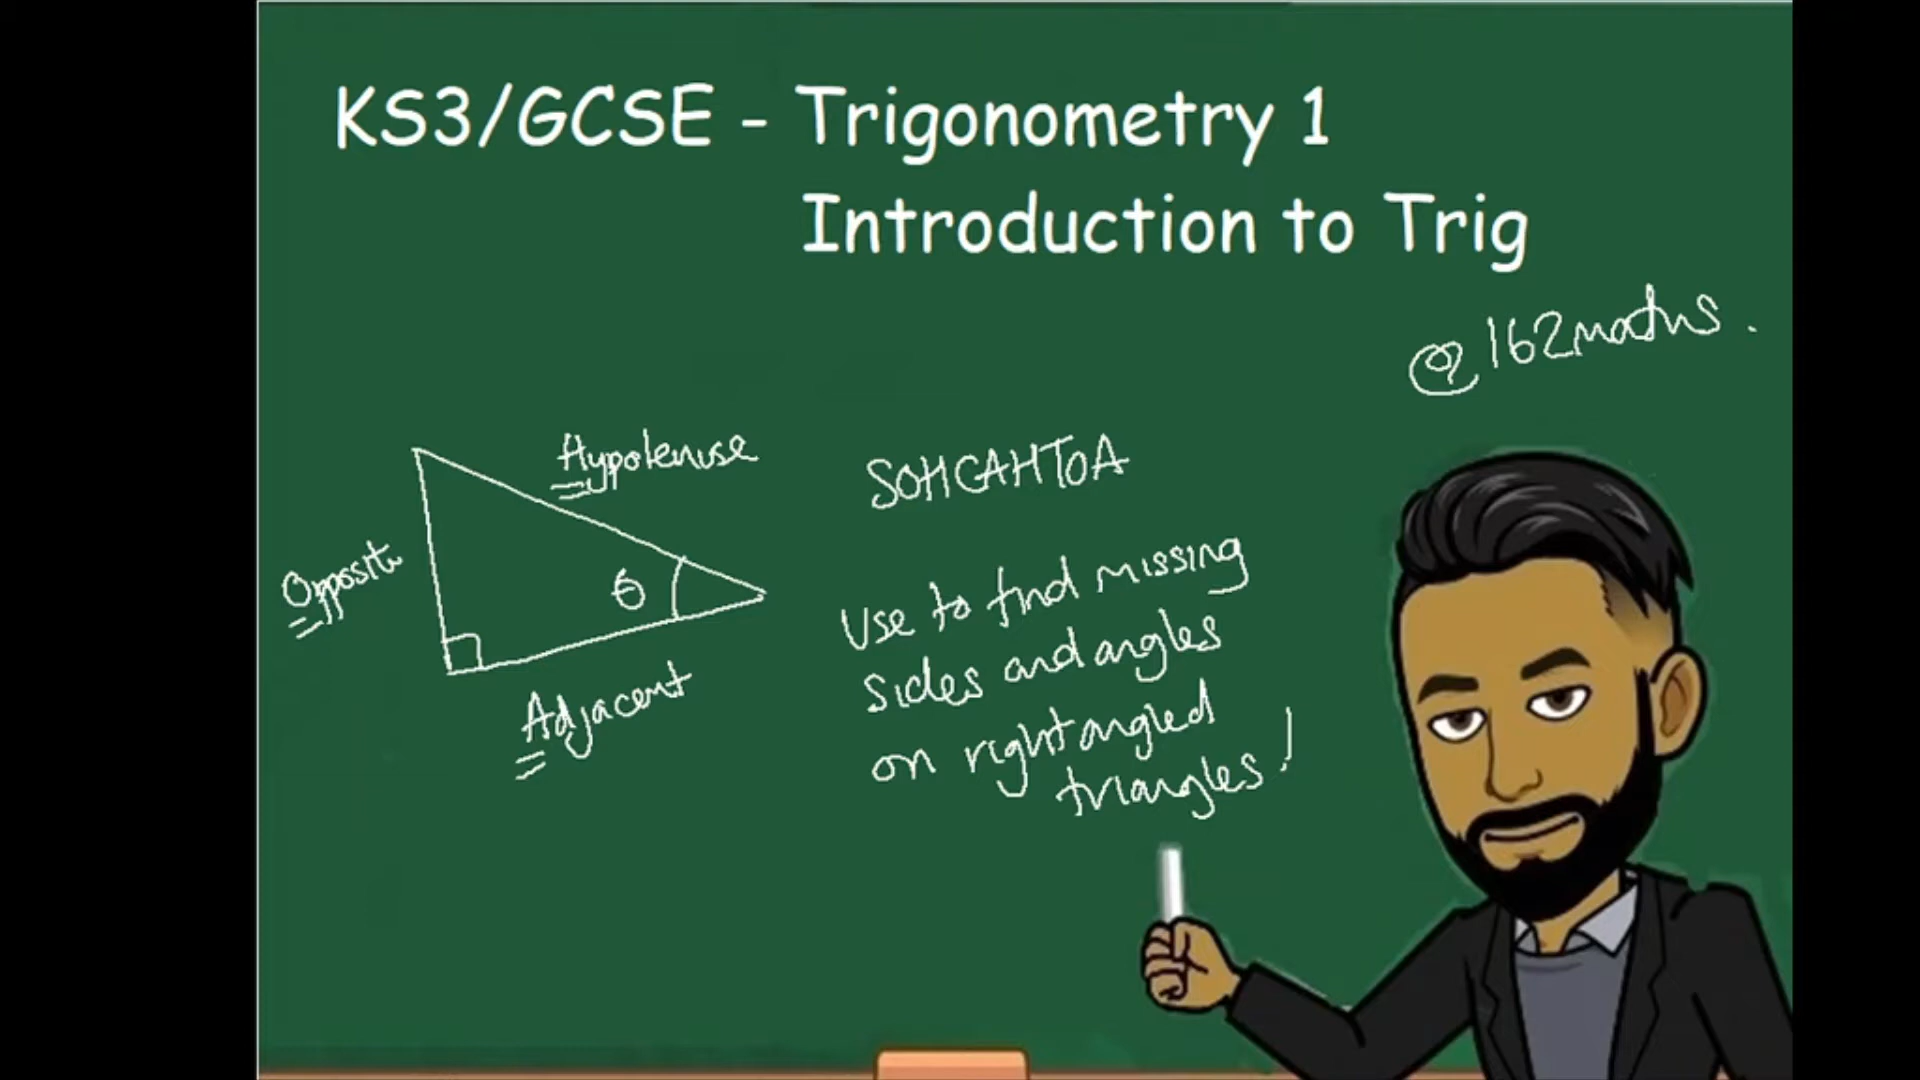 KS3/GCSE - Trigonometry 1
Introduction to Trig
@162maths.
Hypotenuse
SOHCAHTOA
Opposite
θ
Use to find missing
sides and angles
on right angled
triangles!
Adjacent